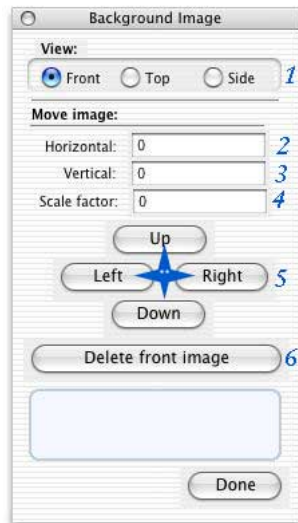 Background Image
View:
Front Top Side 1
Move image:
Horizontal: 0 2
Vertical: 0 3
Scale factor: 0 4
Up
Left Right 5
Down
Delete front image 6
Done